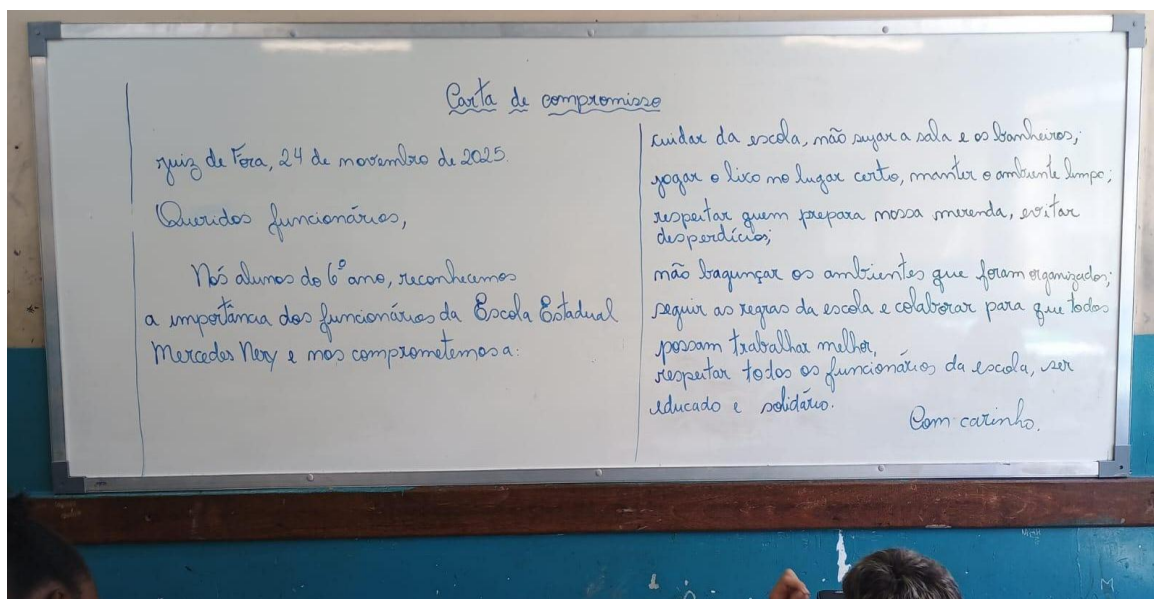 Carta de compromisso
Juiz de Fora, 24 de novembro de 2025.
Queridos funcionários,
Nós alunos do 6º ano, reconhecemos
a importância dos funcionários da Escola Estadual
Mercedes Nery e nos comprometemos a:
cuidar da escola, não sujar a sala e os banheiros;
jogar o lixo no lugar certo, manter o ambiente limpo;
respeitar quem prepara nossa merenda, evitar
desperdícios;
não bagunçar os ambientes que foram organizados;
seguir as regras da escola e colaborar para que todos
possam trabalhar melhor,
respeitar todos os funcionários da escola, ser
educado e solidário.
Com carinho.